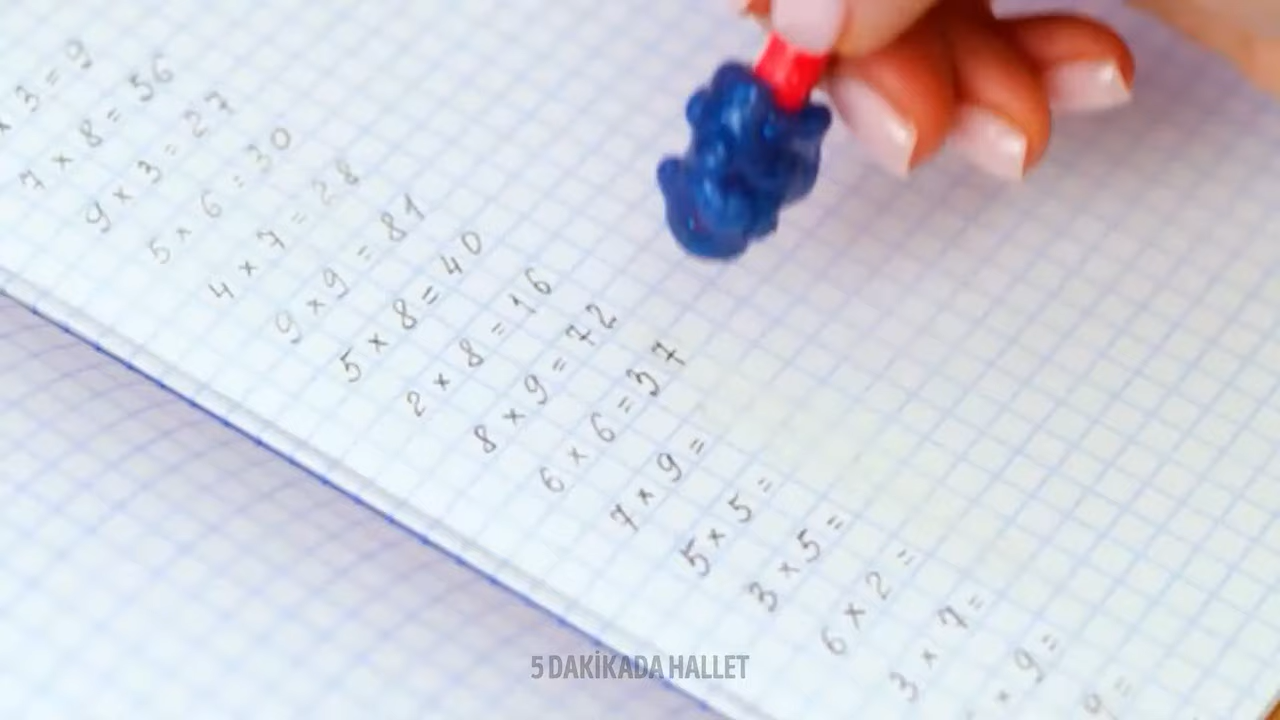 x 3 = 9
7 x 8 = 56
9 x 3 = 27
5 x 6 = 30
4 x 7 = 28
9 x 9 = 81
5 x 8 = 40
2 x 8 = 16
8 x 9 = 72
6 x 6 = 37
7 x 9 =
5 x 5 =
3 x 5 =
6 x 2 =
3 x 7 =
x 9 =
9 =
5 DAKİKADA HALLET